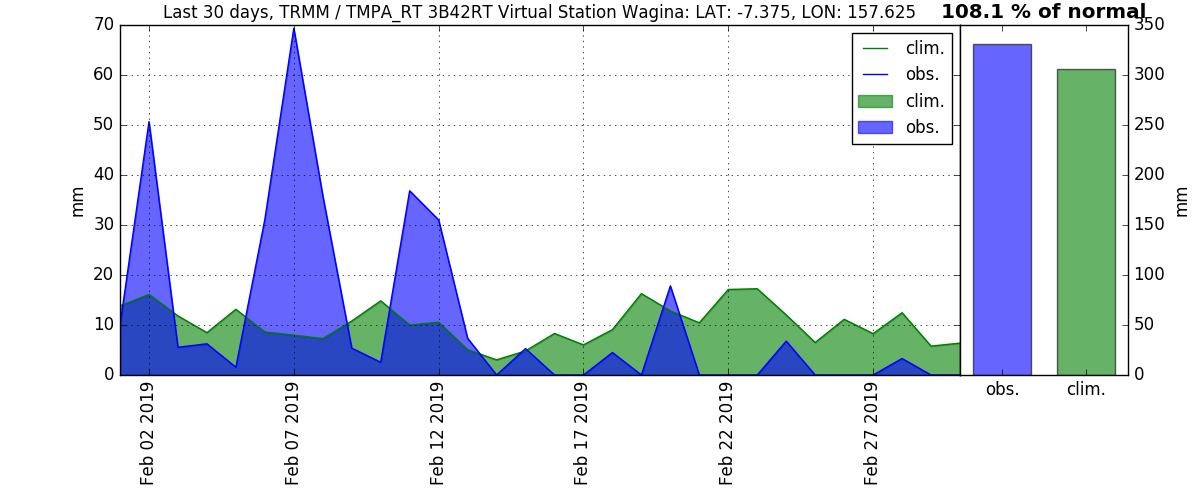 Last 30 days, TRMM / TMPA_RT 3B42RT Virtual Station Wagina: LAT: -7.375, LON: 157.625
108.1 % of normal
70
60
50
40
30
20
10
0
mm
clim.
obs.
clim.
obs.
350
300
250
200
150
100
50
0
mm
Feb 02 2019
Feb 07 2019
Feb 12 2019
Feb 17 2019
Feb 22 2019
Feb 27 2019
obs.
clim.